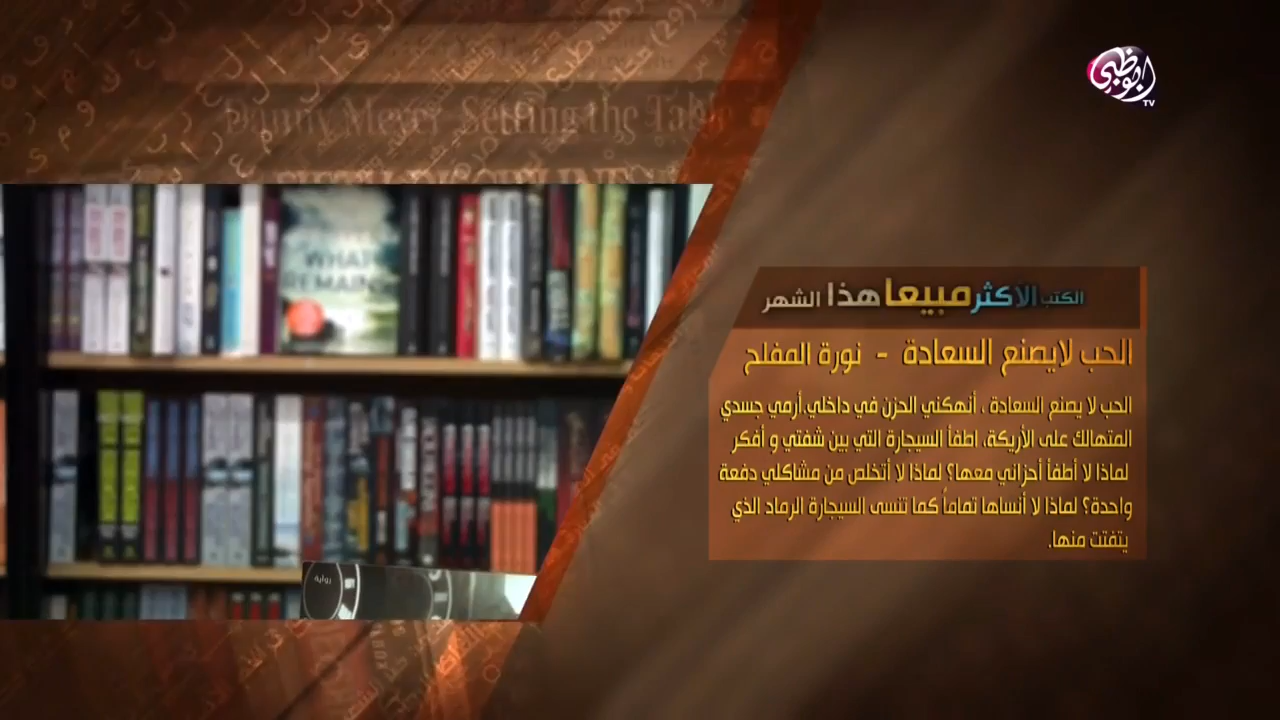 أبوظبي
TV
Danny Meyer Setting the Table
WHAT
REMAINS
رواية
الكتب الاكثر مبيعا هذا الشهر
الحب لايصنع السعادة - نورة المفلح
الحب لا يصنع السعادة ، أنهكني الحزن في داخلي.أرمي جسدي
المتهالك على الأريكة، اطفأ السيجارة التي بين شفتي و أفكر
لماذا لا أطفأ أحزاني معها؟ لماذا لا أتخلص من مشاكلي دفعة
واحدة؟ لماذا لا أنساها تماماً كما تنسى السيجارة الرماد الذي
يتفتت منها.